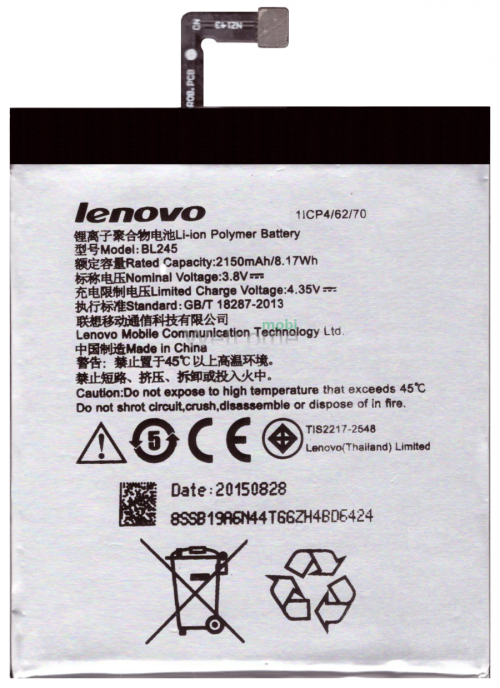 CN CH12N
ROB.PCB
lenovo
1ICP4/62/70
锂离子聚合物电池Li-ion Polymer Battery
型号Model: BL245
额定容量Rated Capacity:2150mAh/8.17Wh
标称电压Nominal Voltage:3.8V⎓
充电限制电压Limited Charge Voltage:4.35V⎓
执行标准Standard: GB/T 18287-2013
联想移动通信科技有限公司
mobi
Lenovo Mobile Communication Technology Ltd.
中国制造Made in China
警告: 禁止置于45℃以上高温环境。
禁止短路、挤压、拆卸或投入火中。
Caution:Do not expose to high temperature that exceeds 45℃
Do not shrot circuit,crush,disassemble or dispose of in fire.
5
CE
TIS2217-2548
Lenovo(Thailand) Limited
Date:20150828
8SSB19A6N44T6GZH4BD6424